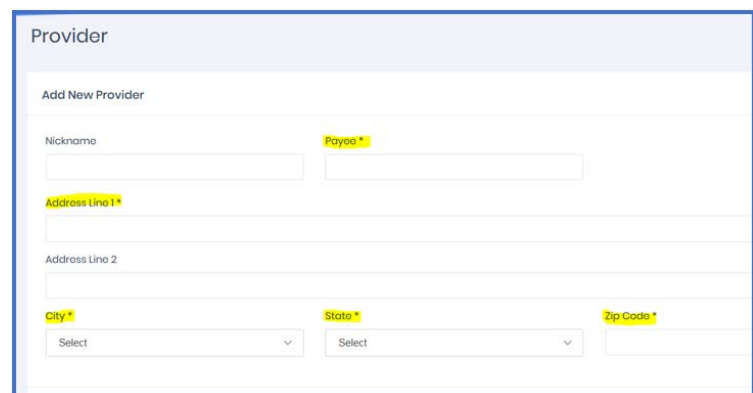 Provider
Add New Provider
Nickname Payee *
Address Line 1 *
Address Line 2
City * State * Zip Code *
Select Select